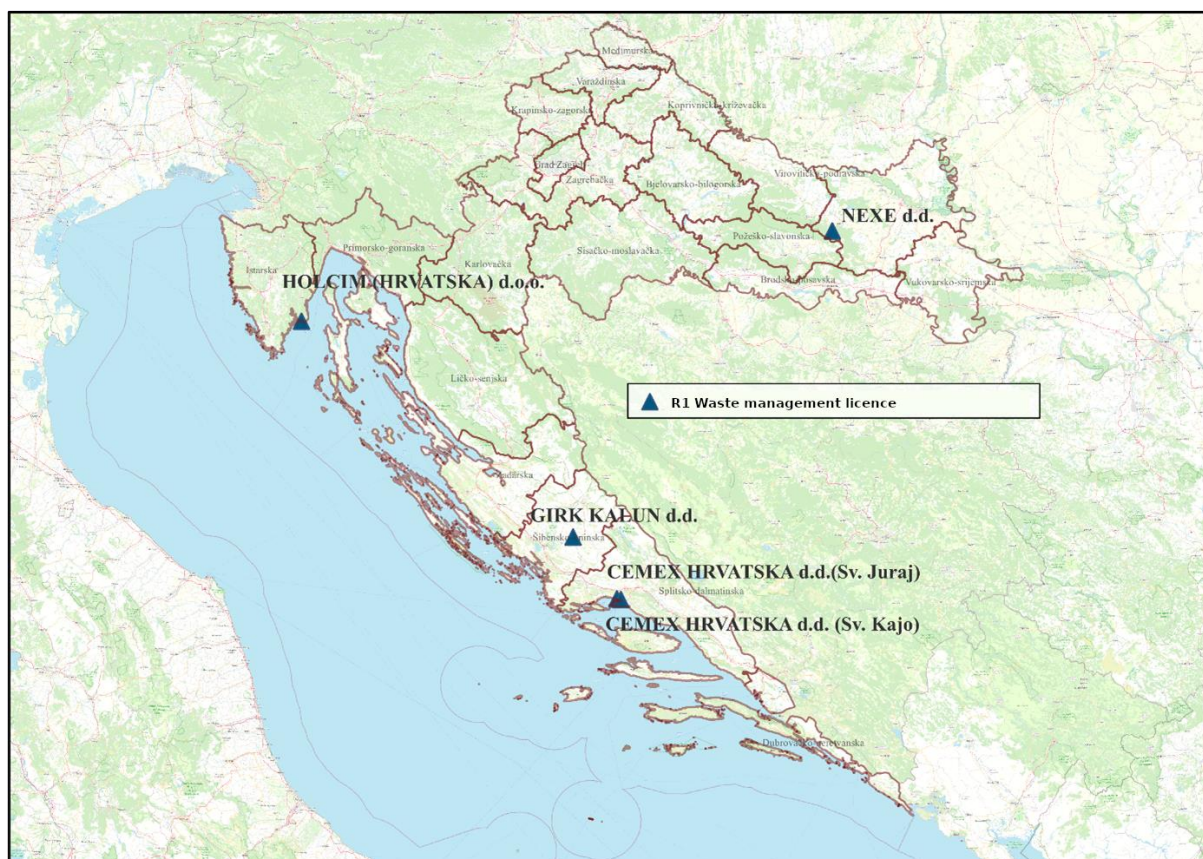 Međimurska
Varaždinska
Krapinsko-zagorska
Koprivničko-križevačka
Grad Zagreb
Zagrebačka
Bjelovarsko-bilogorska
Virovitičko-podravska
NEXE d.d.
Požeško-slavonska
Primorsko-goranska
Sisačko-moslavačka
Karlovačka
Istarska
HOLCIM (HRVATSKA) d.o.o.
Brodsko-posavska
Vukovarsko-srijemska
Ličko-senjska
R1 Waste management licence
Zadarska
GIRK KALUN d.d.
Šibensko-kninska
CEMEX HRVATSKA d.d.(Sv. Juraj)
Splitsko-dalmatinska
CEMEX HRVATSKA d.d. (Sv. Kajo)
Dubrovačko-neretvanska